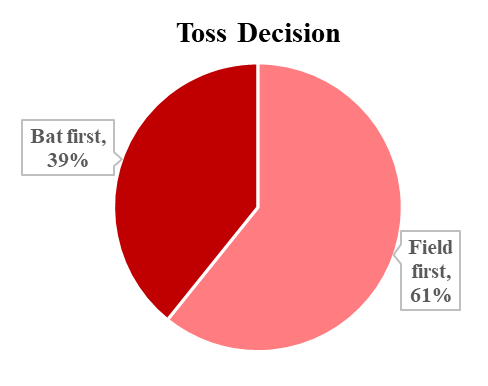 Toss Decision
Bat first,
39%
Field
first,
61%